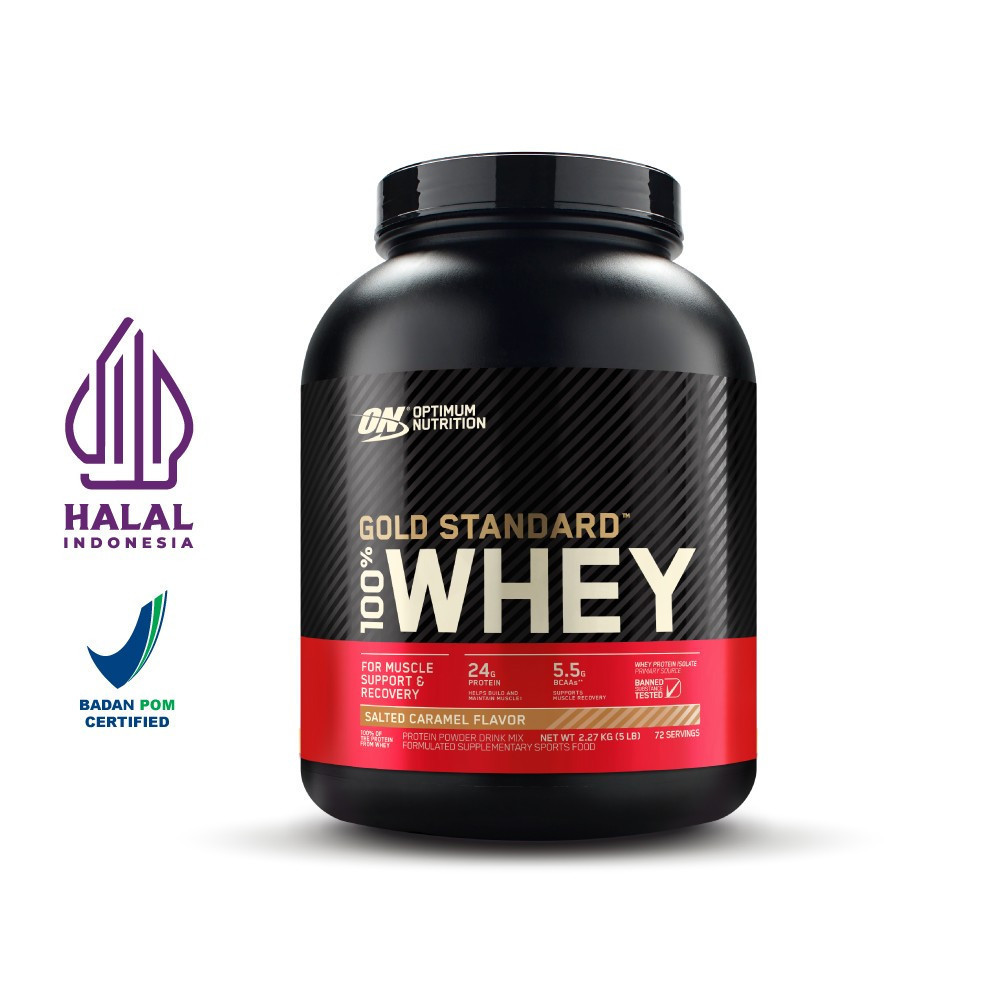 HALAL
INDONESIA
BADAN POM
CERTIFIED
ON® OPTIMUM
NUTRITION
GOLD STANDARD™
100% WHEY
FOR MUSCLE
SUPPORT &
RECOVERY
24G
PROTEIN
HELPS BUILD AND
MAINTAIN MUSCLE‡
5.5G
BCAAs**
SUPPORTS
MUSCLE RECOVERY
WHEY PROTEIN ISOLATE
PRIMARY SOURCE
BANNED
SUBSTANCE
TESTED
SALTED CARAMEL FLAVOR
100% OF
THE PROTEIN
FROM WHEY
PROTEIN POWDER DRINK MIX
FORMULATED SUPPLEMENTARY SPORTS FOOD
NET WT 2.27 KG (5 LB)
72 SERVINGS